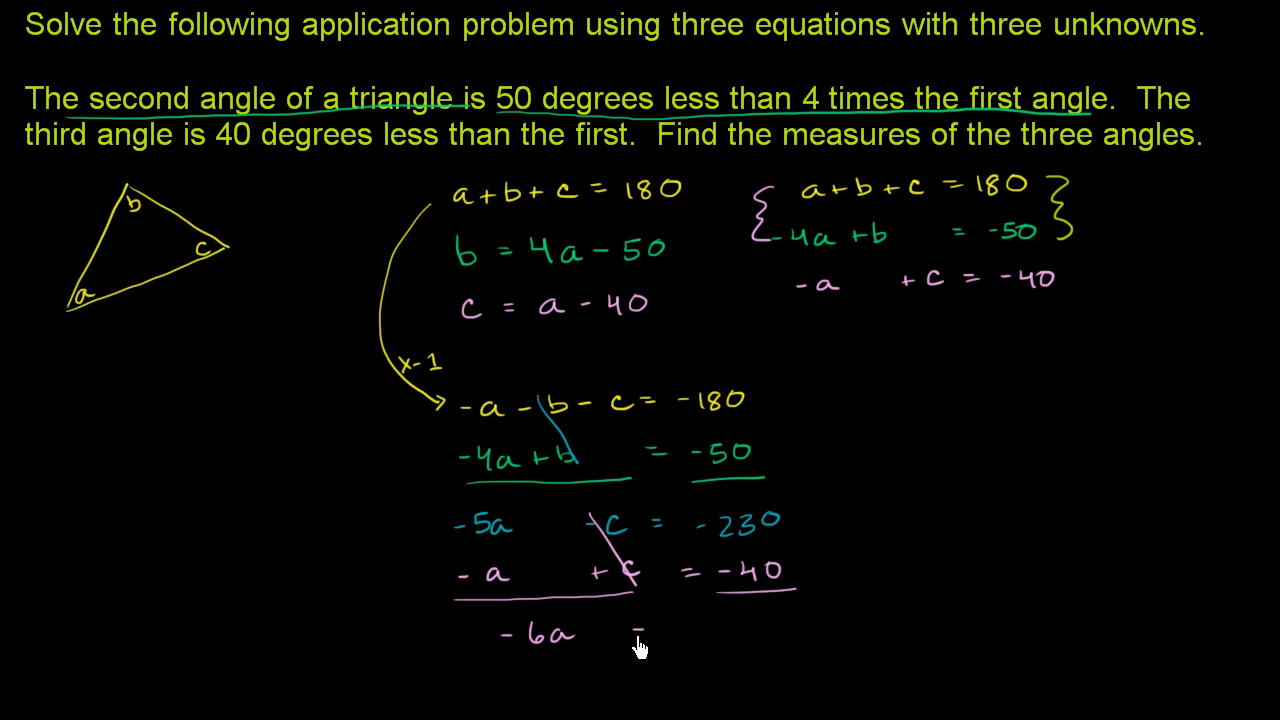 Solve the following application problem using three equations with three unknowns.
The second angle of a triangle is 50 degrees less than 4 times the first angle. The
third angle is 40 degrees less than the first. Find the measures of the three angles.
b
c
a
a + b + c = 180
b = 4a - 50
c = a - 40
a + b + c = 180
-4a + b = -50
-a + c = -40
x-1
-a - b - c = -180
-4a + b = -50
-5a - c = -230
-a + c = -40
-6a =